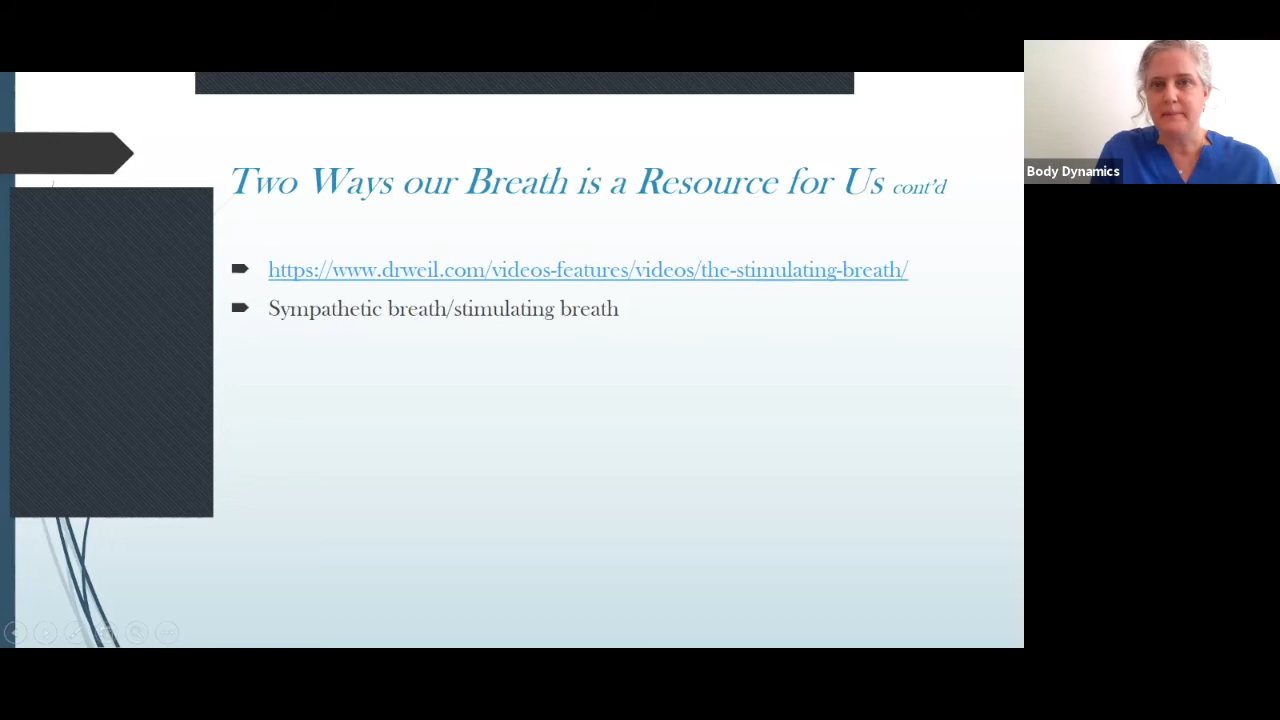 Two Ways our Breath is a Resource for Us cont'd
https://www.drweil.com/videos-features/videos/the-stimulating-breath/
Sympathetic breath/stimulating breath
Body Dynamics